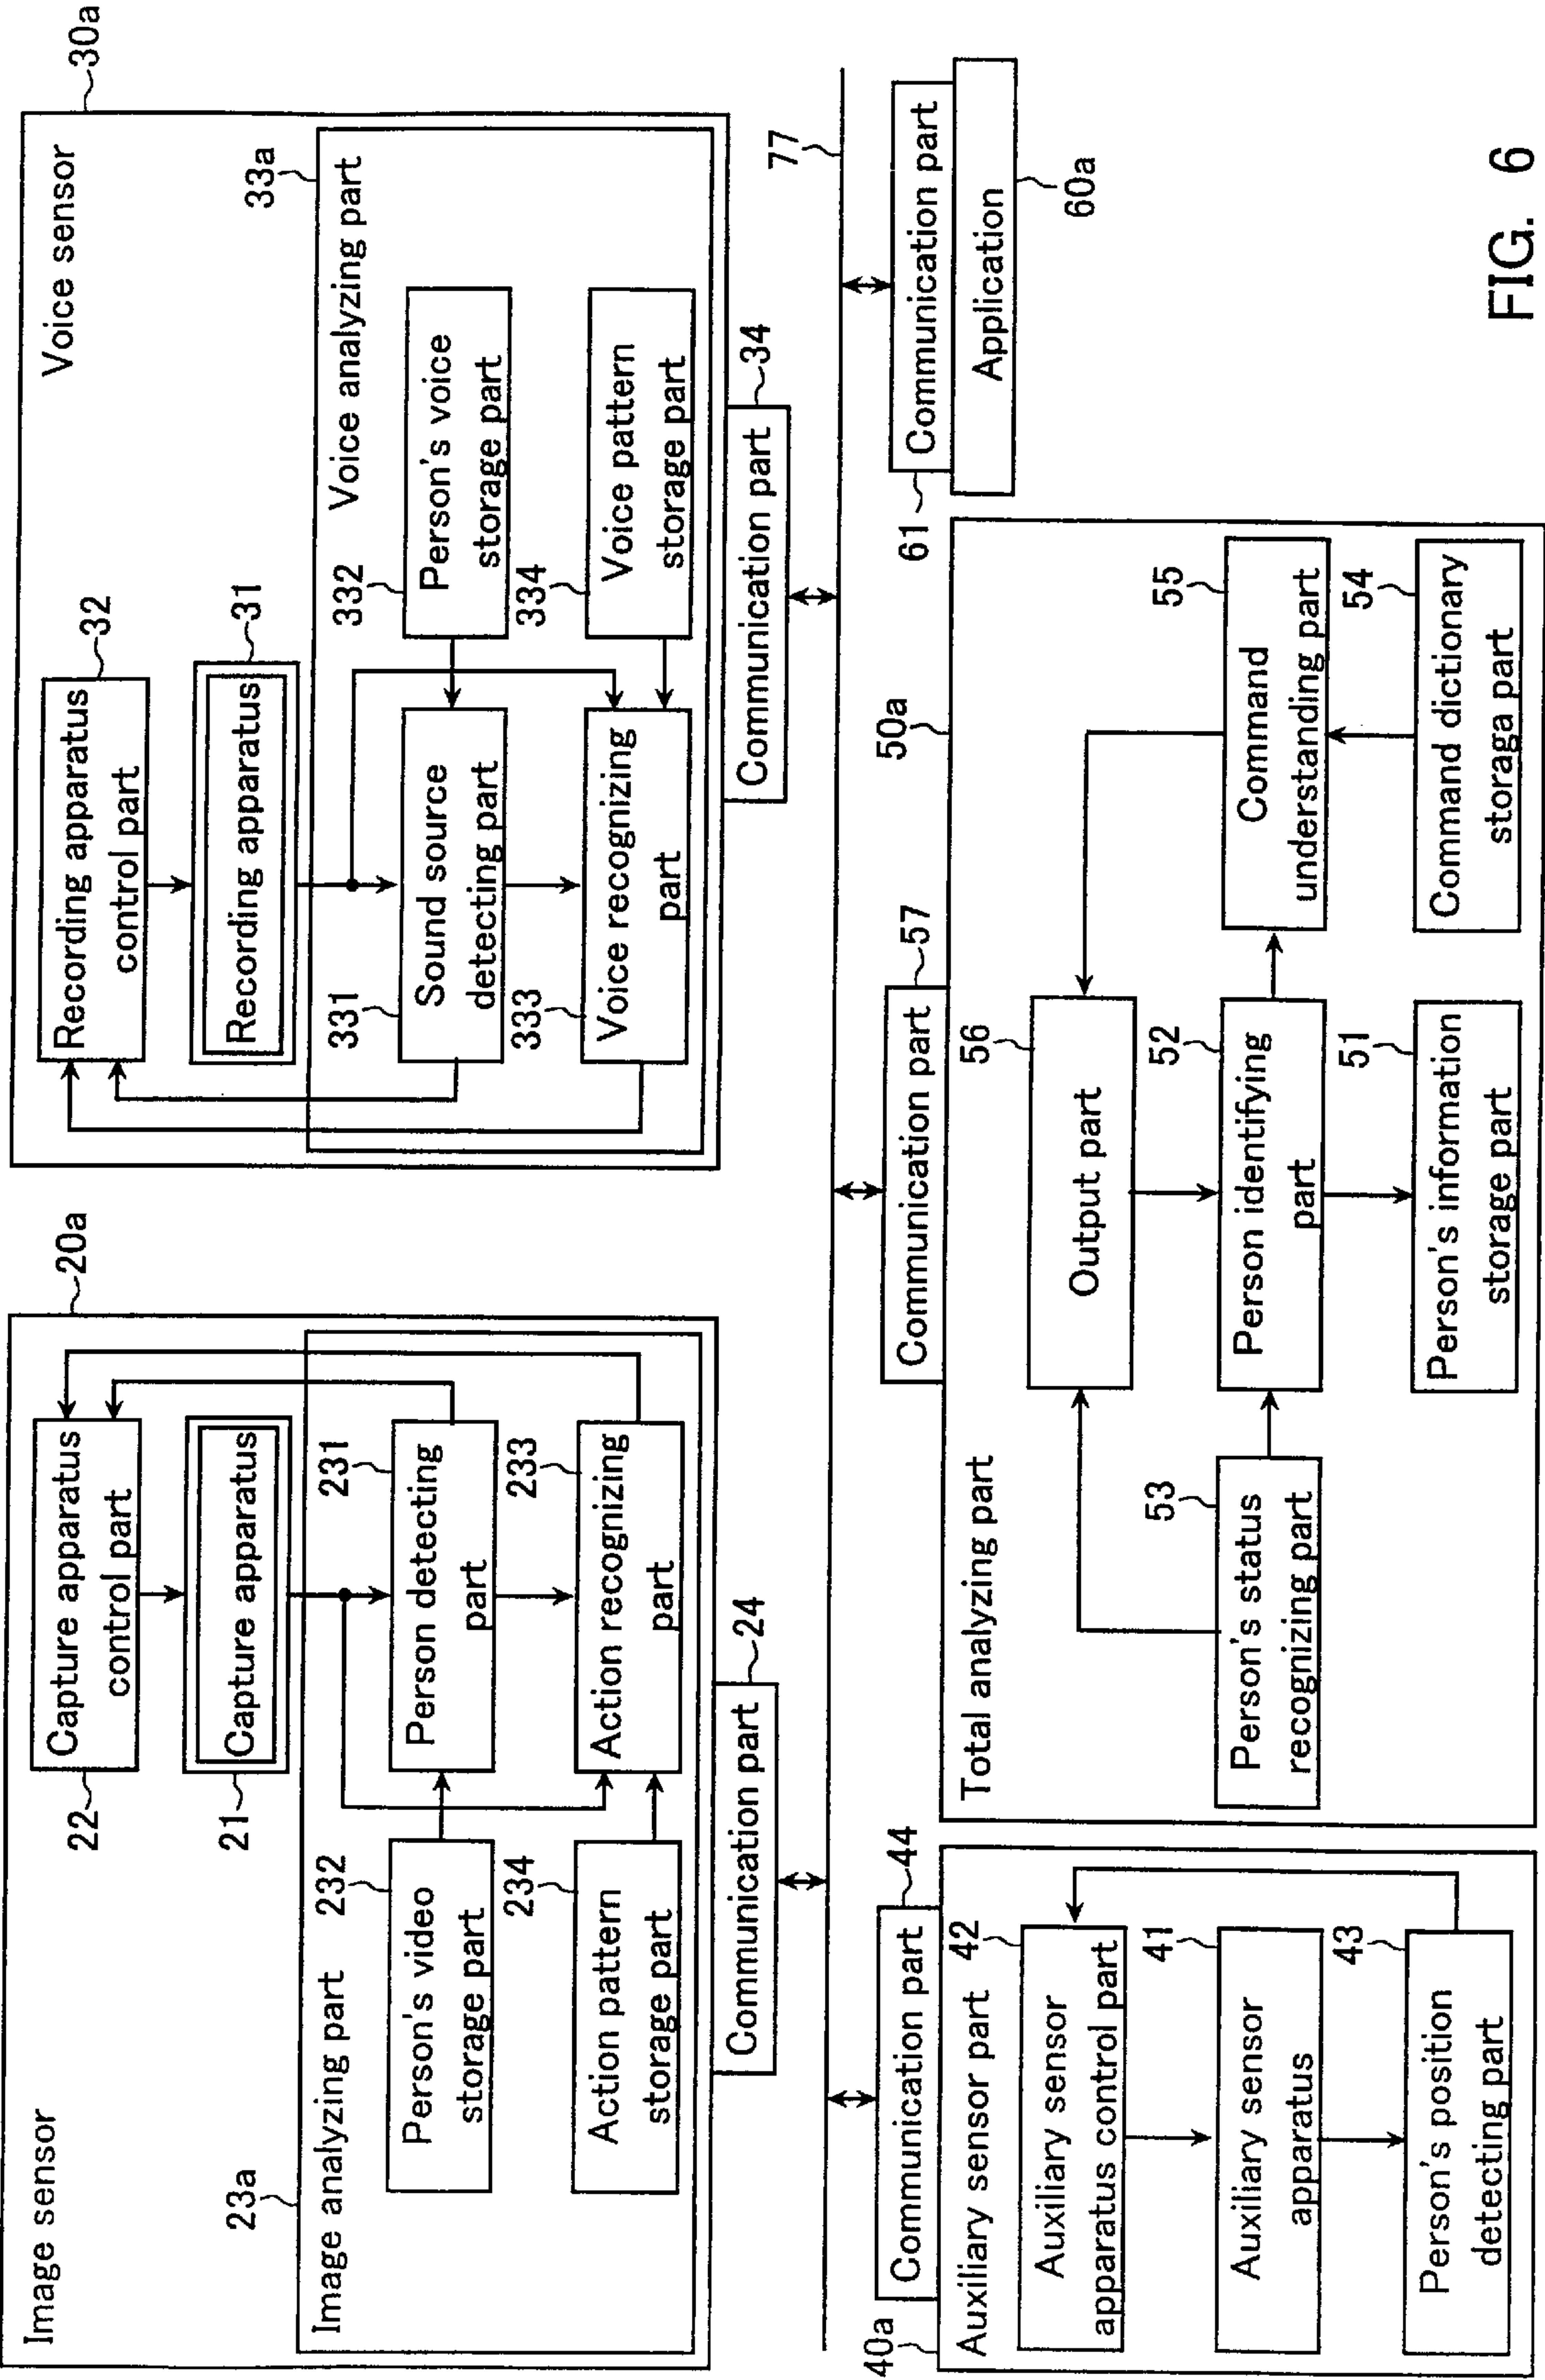 Image sensor
20a
22
Capture apparatus
control part
21
Capture apparatus
23a
Image analyzing part
232
Person's video
storage part
231
Person detecting
part
234
Action pattern
storage part
233
Action recognizing
part
Communication part
24
Voice sensor
30a
Recording apparatus
control part
32
Recording apparatus
31
33a
Voice analyzing part
331
Sound source
detecting part
332
Person's voice
storage part
333
Voice recognizing
part
334
Voice pattern
storage part
Communication part
34
77
40a
Communication part
44
Auxiliary sensor part
42
Auxiliary sensor
apparatus control part
41
Auxiliary sensor
apparatus
43
Person's position
detecting part
Communication part
57
50a
Total analyzing part
56
Output part
53
Person's status
recognizing part
52
Person identifying
part
55
Command
understanding part
51
Person's information
storage part
54
Command dictionary
storaga part
61
Communication part
Application
60a
FIG. 6